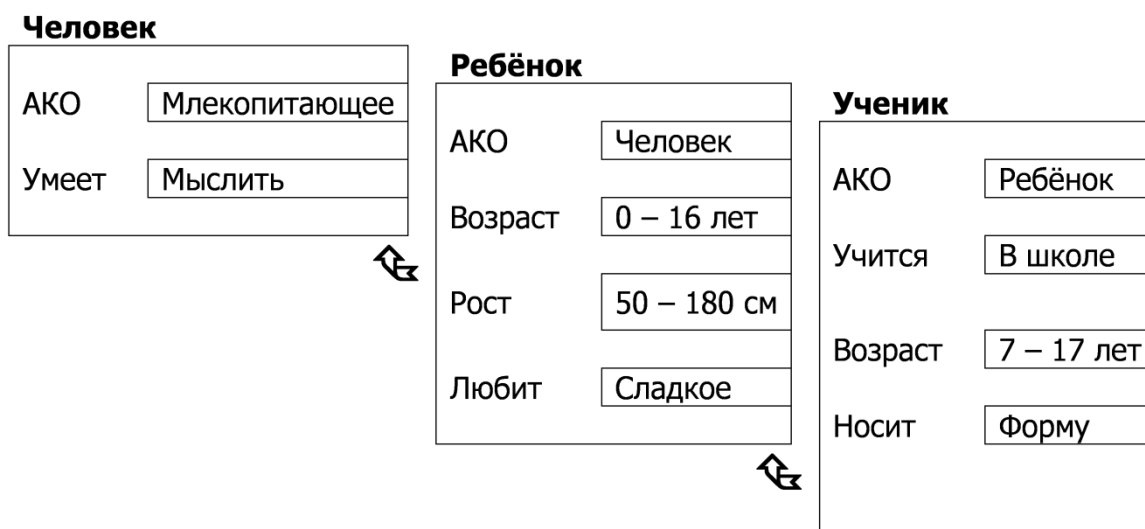 Человек
АКО Млекопитающее
Умеет Мыслить
Ребёнок
АКО Человек
Возраст 0 – 16 лет
Рост 50 – 180 см
Любит Сладкое
Ученик
АКО Ребёнок
Учится В школе
Возраст 7 – 17 лет
Носит Форму